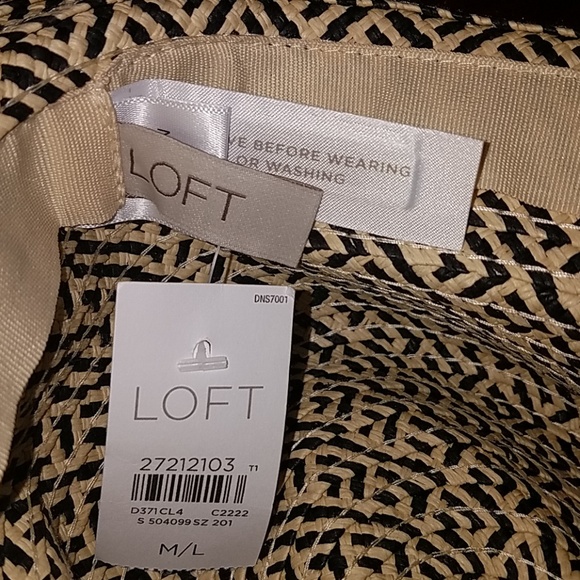 VE BEFORE WEARING
OR WASHING
LOFT
DNS7001
LOFT
27212103 T1
D371CL4 C2222
S 504099 SZ 201
M/L